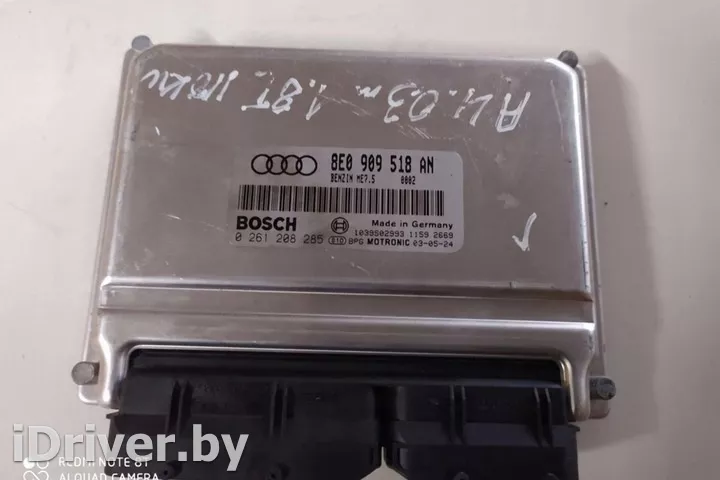 A4. 03 m 1.8T 110kW
8E0 909 518 AN
BENZIN ME7.5 0002
BOSCH
Made in Germany
0 261 208 285 1039S02993 1159 2669
BPG MOTRONIC 03-05-24
iDriver.by
REDMI NOTE 8T
AI QUAD CAMERA